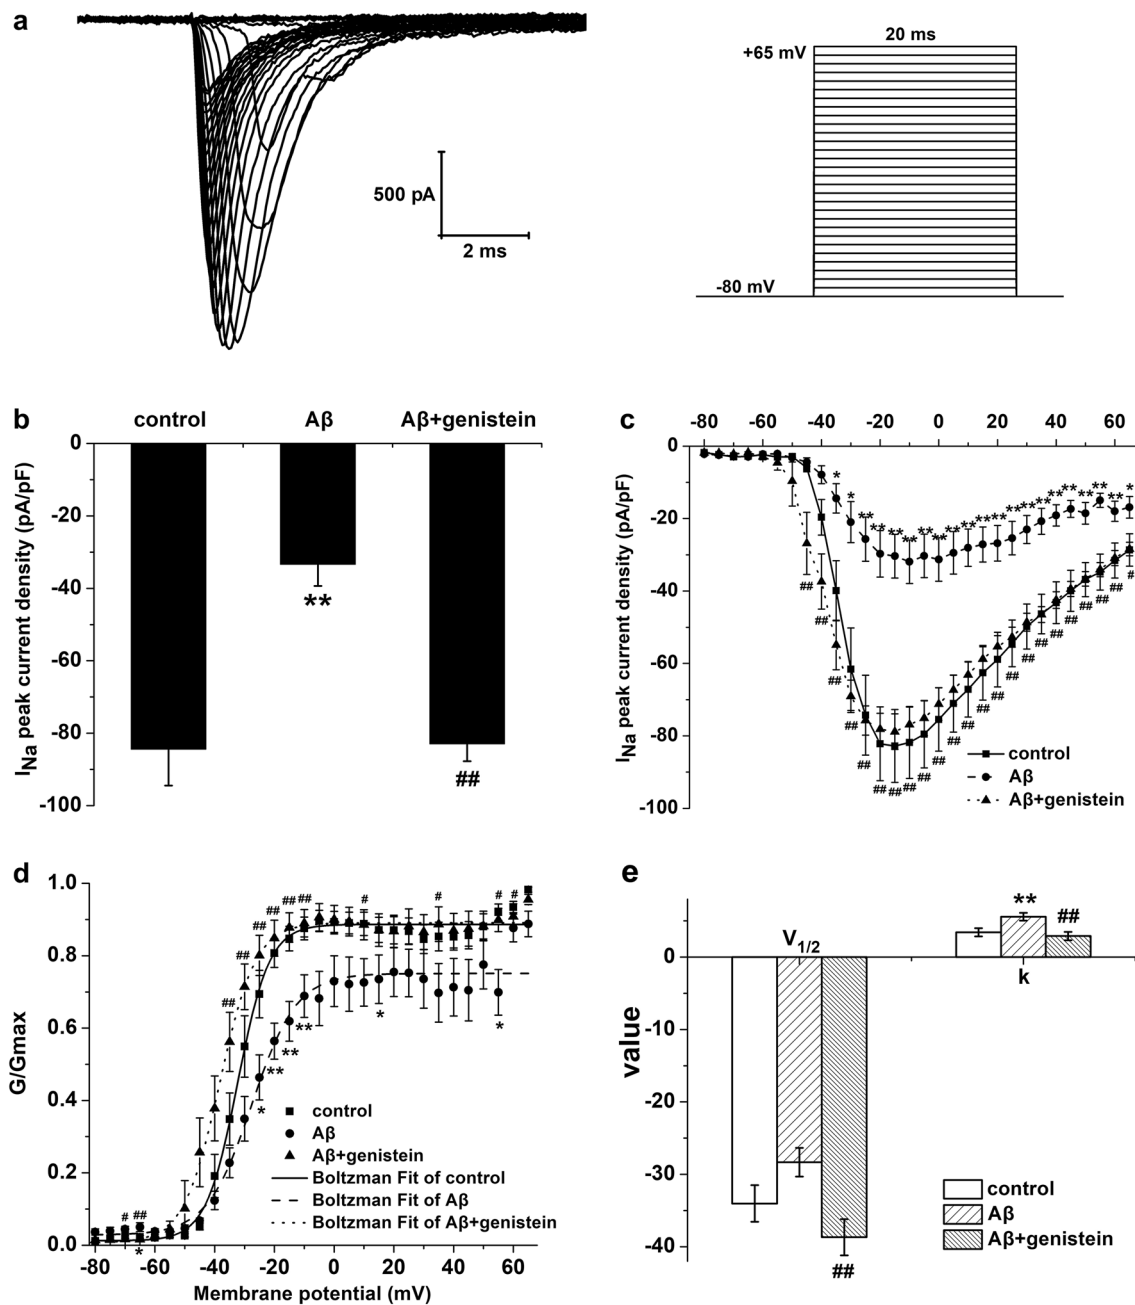 a
500 pA
2 ms
20 ms
+65 mV
-80 mV
b
control Aβ Aβ+genistein
0
-20
-40
-60
-80
-100
I_Na peak current density (pA/pF)
**
##
c
-80 -60 -40 -20 0 20 40 60
0
-20
-40
-60
-80
-100
I_Na peak current density (pA/pF)
* * ** ** ** ** ** ** ** ** ** ** ** ** ** ** ** ** ** ** *
## ## ## ## ## ## ## ## ## ## ## ## ## ## ## ## ## ## ## ## ## ## #
control
Aβ
Aβ+genistein
d
1.0
0.8
0.6
0.4
0.2
0.0
G/Gmax
# ## ## ## ## ## ## ## # # # #
* * ** ** ** * *
control
Aβ
Aβ+genistein
Boltzman Fit of control
Boltzman Fit of Aβ
Boltzman Fit of Aβ+genistein
-80 -60 -40 -20 0 20 40 60
Membrane potential (mV)
e
** ##
V1/2
k
0
-10
-20
-30
-40
value
##
control
Aβ
Aβ+genistein